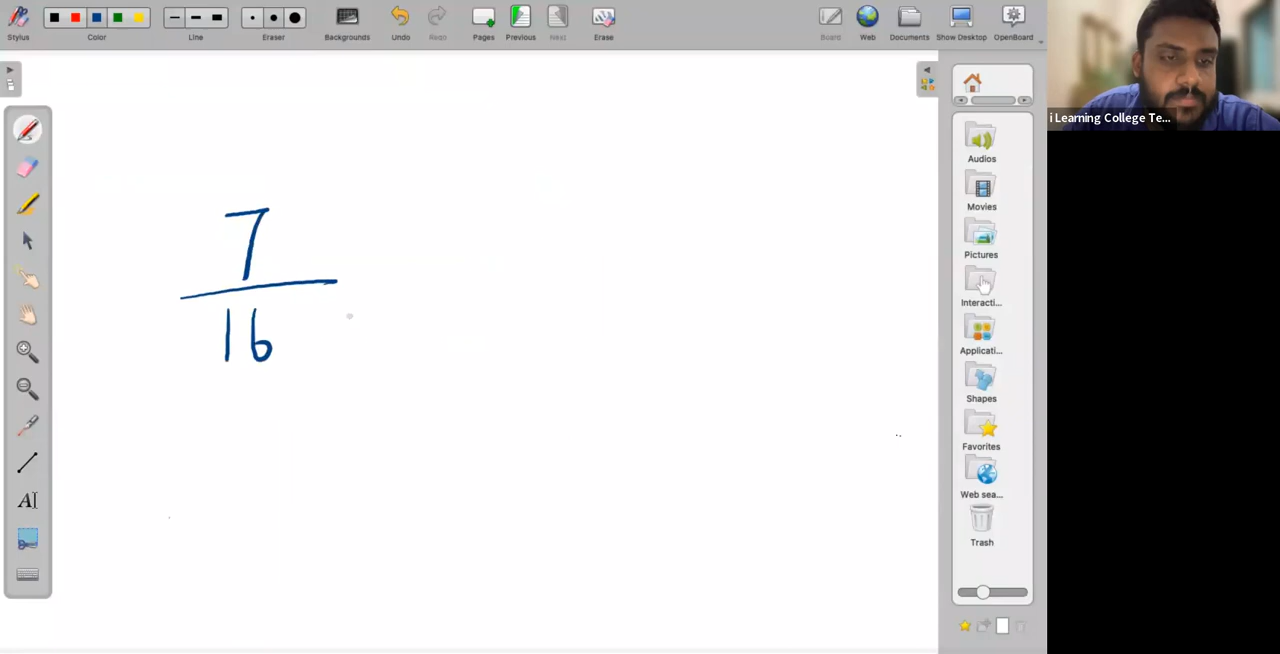 Stylus
Color
Line
Eraser
Backgrounds
Undo
Redo
Pages
Previous
Next
Erase
Board
Web
Documents
Show Desktop
OpenBoard
i Learning College Te...
7
16
Audios
Movies
Pictures
Interacti...
Applicati...
Shapes
Favorites
Web sea...
Trash